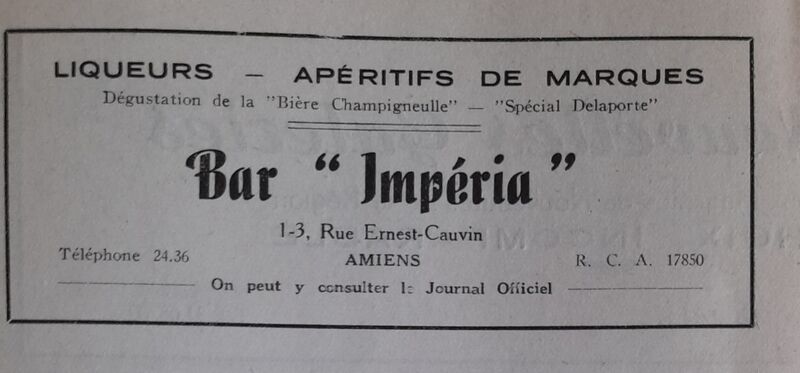 LIQUEURS — APÉRITIFS DE MARQUES
Dégustation de la "Bière Champigneulle" — "Spécial Delaporte"
Bar “ Impéria ”
1-3, Rue Ernest-Cauvin
Téléphone 24.36 AMIENS R. C. A. 17850
On peut y consulter le Journal Officiel